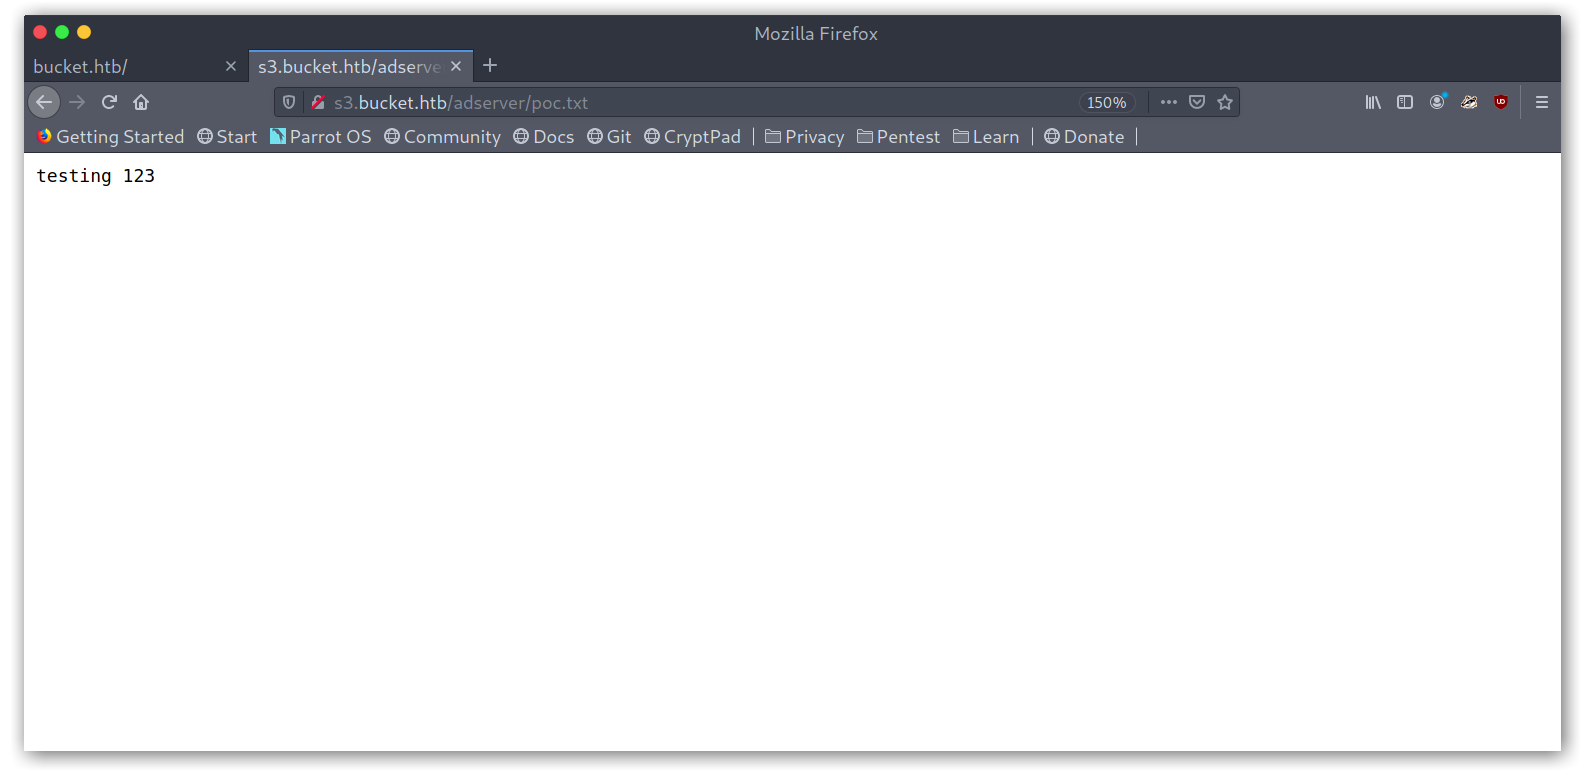 Mozilla Firefox
bucket.htb/ s3.bucket.htb/adserve
s3.bucket.htb/adserver/poc.txt 150%
Getting Started Start Parrot OS Community Docs Git CryptPad Privacy Pentest Learn Donate
testing 123